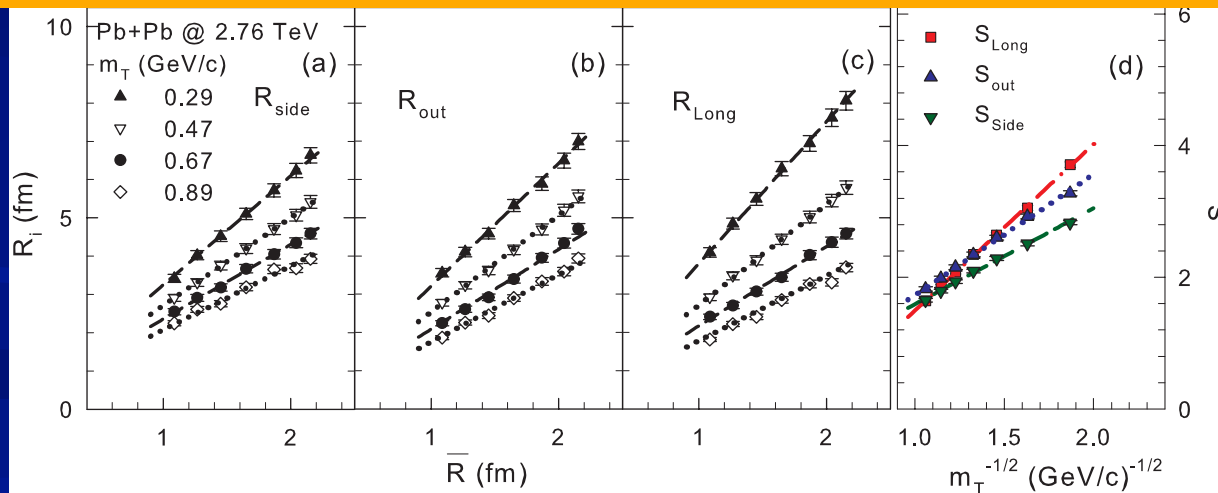 Pb+Pb @ 2.76 TeV
m_T (GeV/c)
0.29
0.47
0.67
0.89
(a)
R_side
(b)
R_out
(c)
R_Long
S_Long
S_out
S_Side
(d)
R_i (fm)
10
5
0
1 2
1 2
1 2
R̅ (fm)
1.0 1.5 2.0
m_T^-1/2 (GeV/c)^-1/2
6
4
2
0